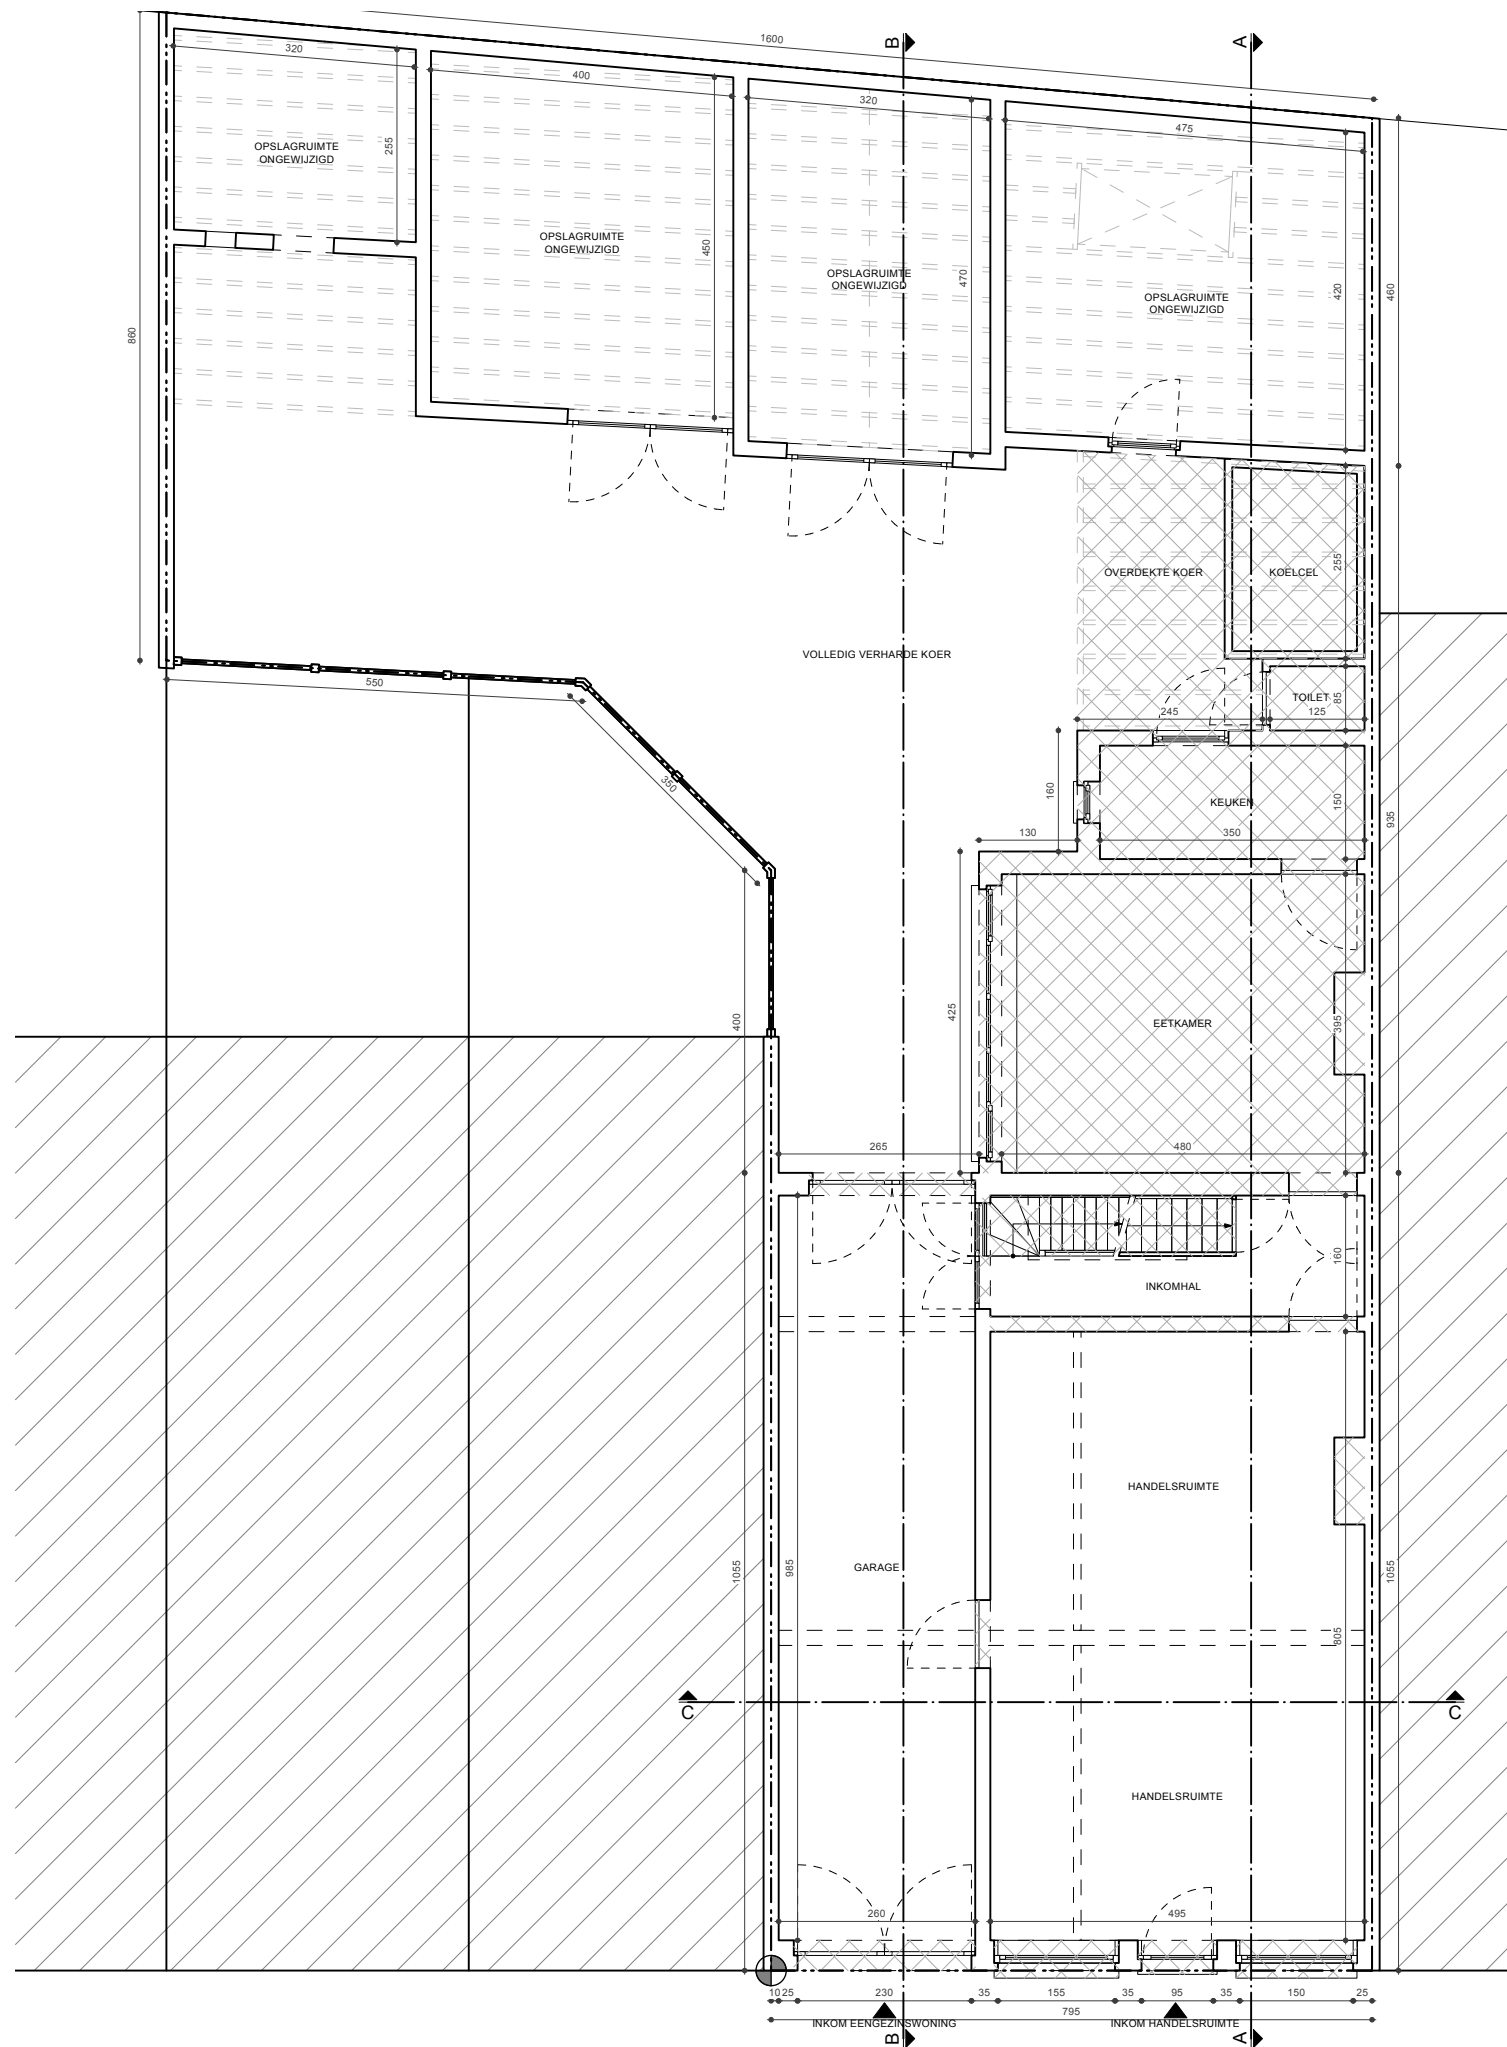 1600
B
A
320
400
320
475
OPSLAGRUIMTE
ONGEWIJZIGD
255
OPSLAGRUIMTE
ONGEWIJZIGD
450
OPSLAGRUIMTE
ONGEWIJZIGD
470
OPSLAGRUIMTE
ONGEWIJZIGD
420
460
860
OVERDEKTE KOER
KOELCEL
255
VOLLEDIG VERHARDE KOER
550
TOILET
85
245
125
350
160
KEUKEN
150
935
130
350
425
400
EETKAMER
395
265
480
INKOMHAL
160
HANDELSRUIMTE
GARAGE
985
1055
1055
805
C
C
HANDELSRUIMTE
260
495
10
25
230
35
155
35
95
35
150
25
795
INKOM EENGEZINSWONING
INKOM HANDELSRUIMTE
B
A